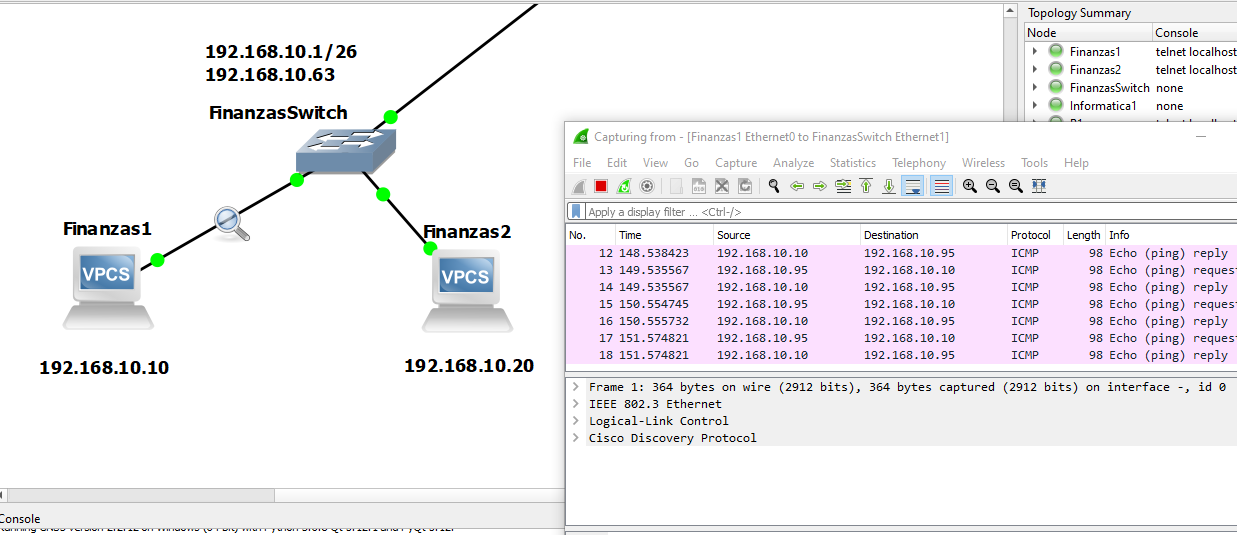 Topology Summary
Node Console
Finanzas1 telnet localhost
Finanzas2 telnet localhost
FinanzasSwitch none
Informatica1 none
192.168.10.1/26
192.168.10.63
FinanzasSwitch
Finanzas1
VPCS
192.168.10.10
Finanzas2
VPCS
192.168.10.20
Capturing from - [Finanzas1 Ethernet0 to FinanzasSwitch Ethernet1]
File Edit View Go Capture Analyze Statistics Telephony Wireless Tools Help
Apply a display filter ... <Ctrl-/>
No. Time Source Destination Protocol Length Info
12 148.538423 192.168.10.10 192.168.10.95 ICMP 98 Echo (ping) reply
13 149.535567 192.168.10.95 192.168.10.10 ICMP 98 Echo (ping) reques
14 149.535567 192.168.10.10 192.168.10.95 ICMP 98 Echo (ping) reply
15 150.554745 192.168.10.95 192.168.10.10 ICMP 98 Echo (ping) reques
16 150.555732 192.168.10.10 192.168.10.95 ICMP 98 Echo (ping) reply
17 151.574821 192.168.10.95 192.168.10.10 ICMP 98 Echo (ping) reques
18 151.574821 192.168.10.10 192.168.10.95 ICMP 98 Echo (ping) reply
Frame 1: 364 bytes on wire (2912 bits), 364 bytes captured (2912 bits) on interface -, id 0
IEEE 802.3 Ethernet
Logical-Link Control
Cisco Discovery Protocol
Console